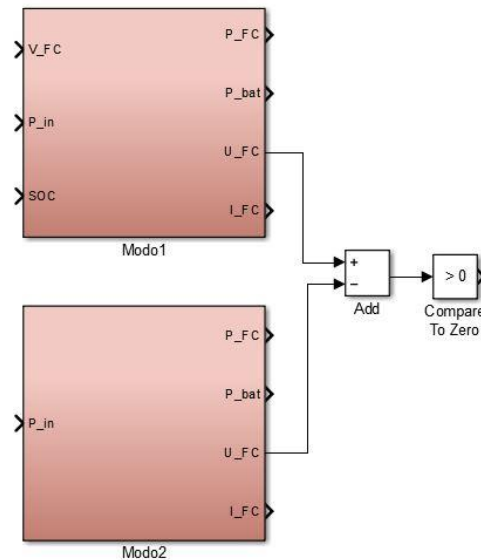 V_FC
P_in
SOC
P_FC
P_bat
U_FC
I_FC
Modo1
+
−
Add
> 0
Compare
To Zero
P_in
P_FC
P_bat
U_FC
I_FC
Modo2